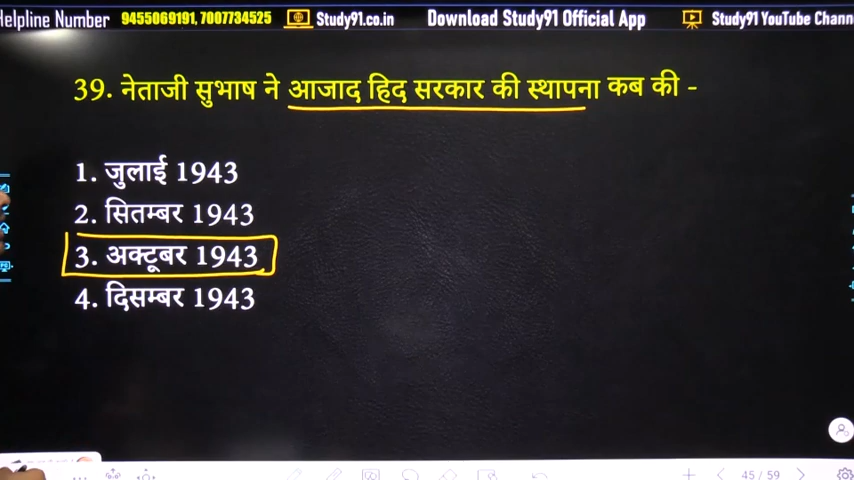 Helpline Number 9455069191, 7007734525 Study91.co.in Download Study91 Official App Study91 YouTube Chann
39. नेताजी सुभाष ने आजाद हिद सरकार की स्थापना कब की -
1. जुलाई 1943
2. सितम्बर 1943
3. अक्टूबर 1943
4. दिसम्बर 1943
45 / 59